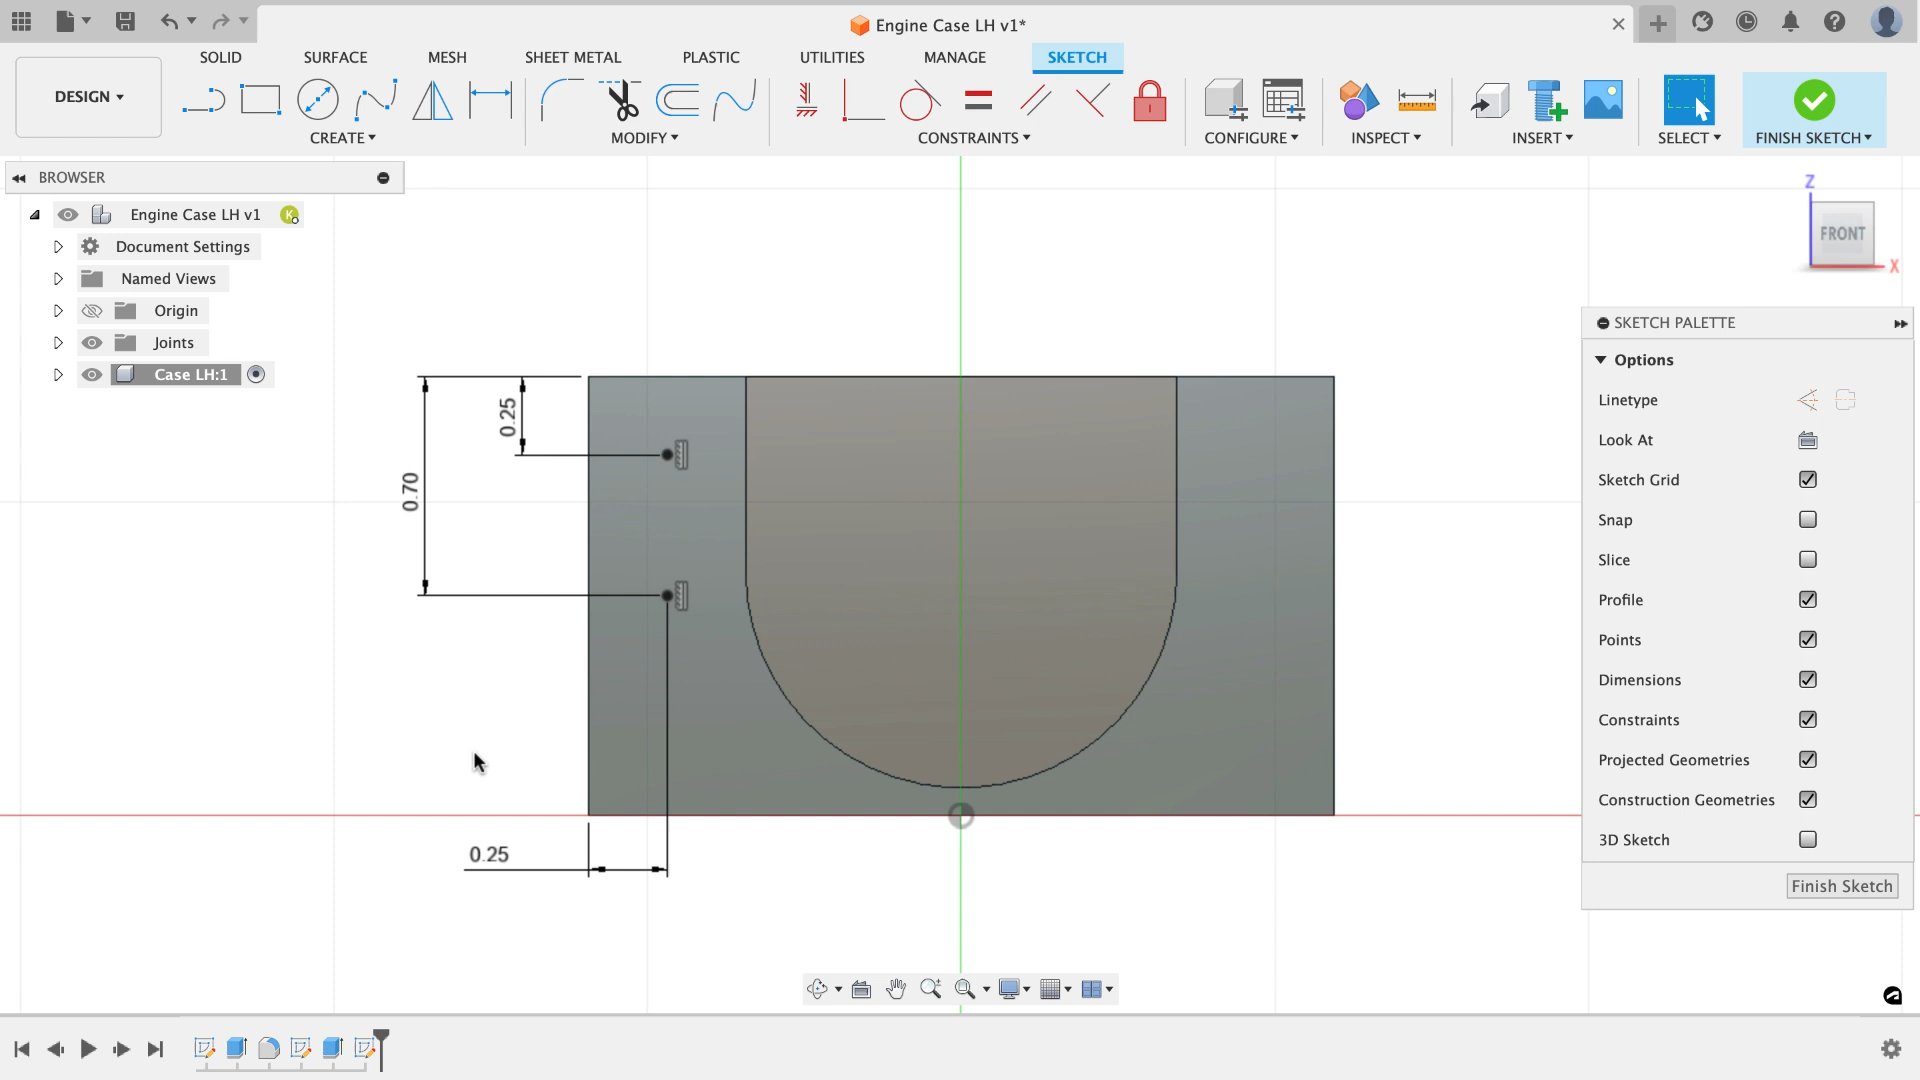 Engine Case LH v1*
SOLID SURFACE MESH SHEET METAL PLASTIC UTILITIES MANAGE SKETCH
DESIGN
CREATE MODIFY CONSTRAINTS CONFIGURE INSPECT INSERT SELECT FINISH SKETCH
BROWSER
Engine Case LH v1 K
Document Settings
Named Views
Origin
Joints
Case LH:1
Z
FRONT
X
SKETCH PALETTE
Options
Linetype
Look At
Sketch Grid
Snap
Slice
Profile
Points
Dimensions
Constraints
Projected Geometries
Construction Geometries
3D Sketch
Finish Sketch
0.25
0.70
0.25